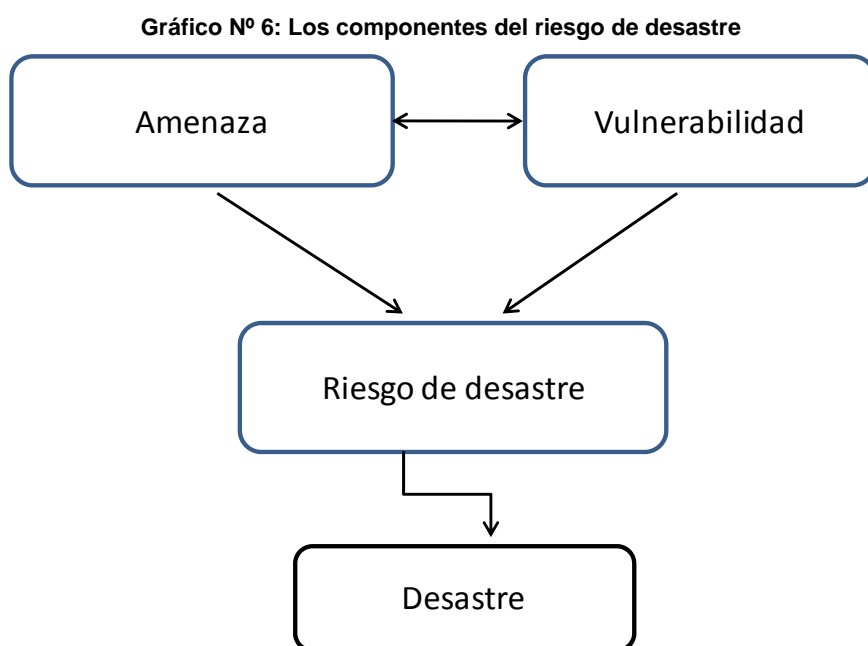 Gráfico Nº 6: Los componentes del riesgo de desastre
Amenaza
Vulnerabilidad
Riesgo de desastre
Desastre